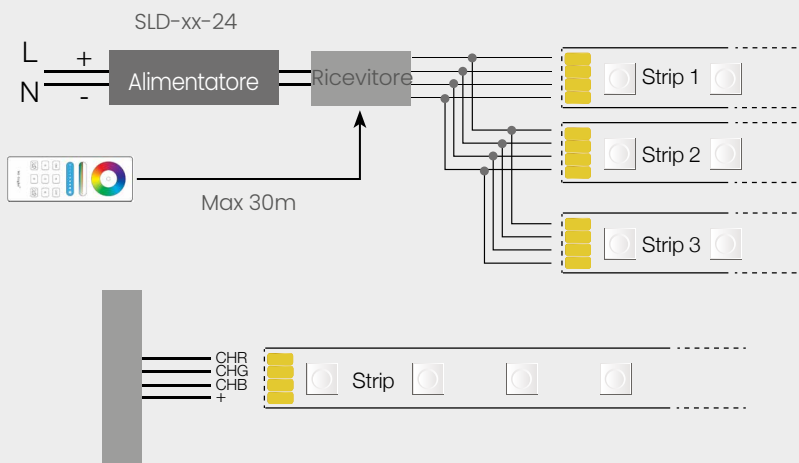 SLD-xx-24
L + Alimentatore Ricevitore
N -
Strip 1
Strip 2
Max 30m
Strip 3
CHR
CHG
CHB
+
Strip